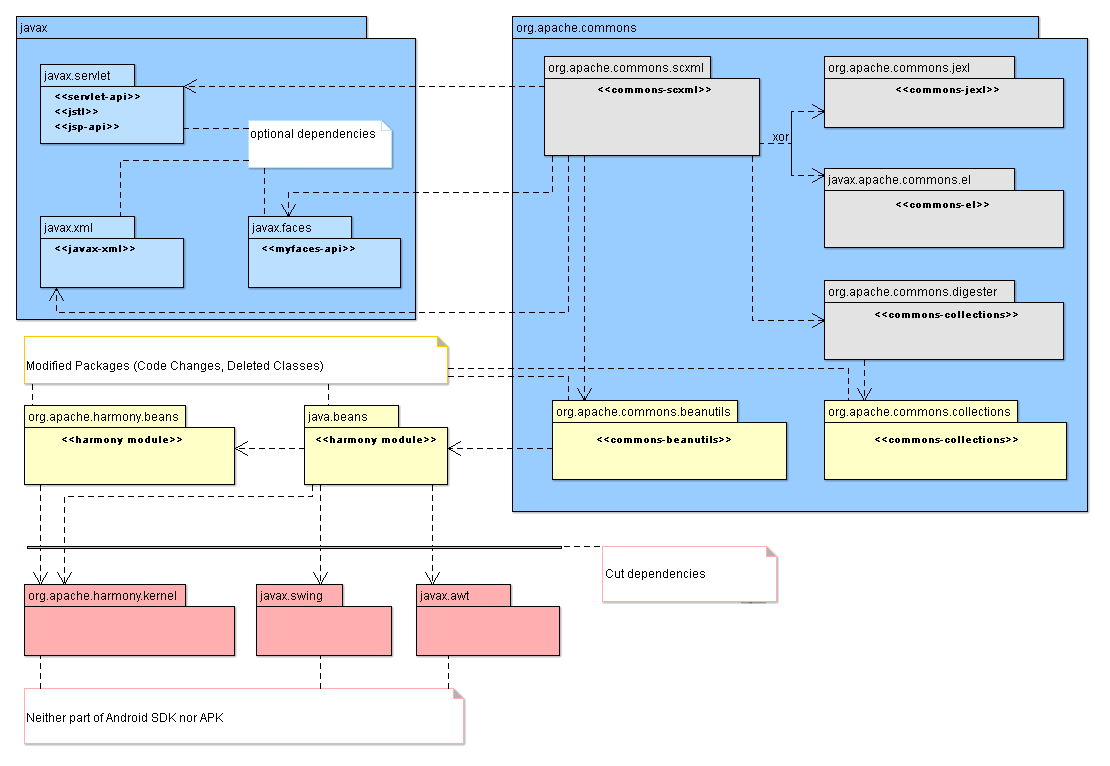 javax
javax.servlet
<<servlet-api>>
<<jstl>>
<<jsp-api>>
optional dependencies
javax.xml
<<javax-xml>>
javax.faces
<<myfaces-api>>
org.apache.commons
org.apache.commons.scxml
<<commons-scxml>>
xor
org.apache.commons.jexl
<<commons-jexl>>
javax.apache.commons.el
<<commons-el>>
org.apache.commons.digester
<<commons-collections>>
org.apache.commons.beanutils
<<commons-beanutils>>
org.apache.commons.collections
<<commons-collections>>
Modified Packages (Code Changes, Deleted Classes)
org.apache.harmony.beans
<<harmony module>>
java.beans
<<harmony module>>
Cut dependencies
org.apache.harmony.kernel
javax.swing
javax.awt
Neither part of Android SDK nor APK